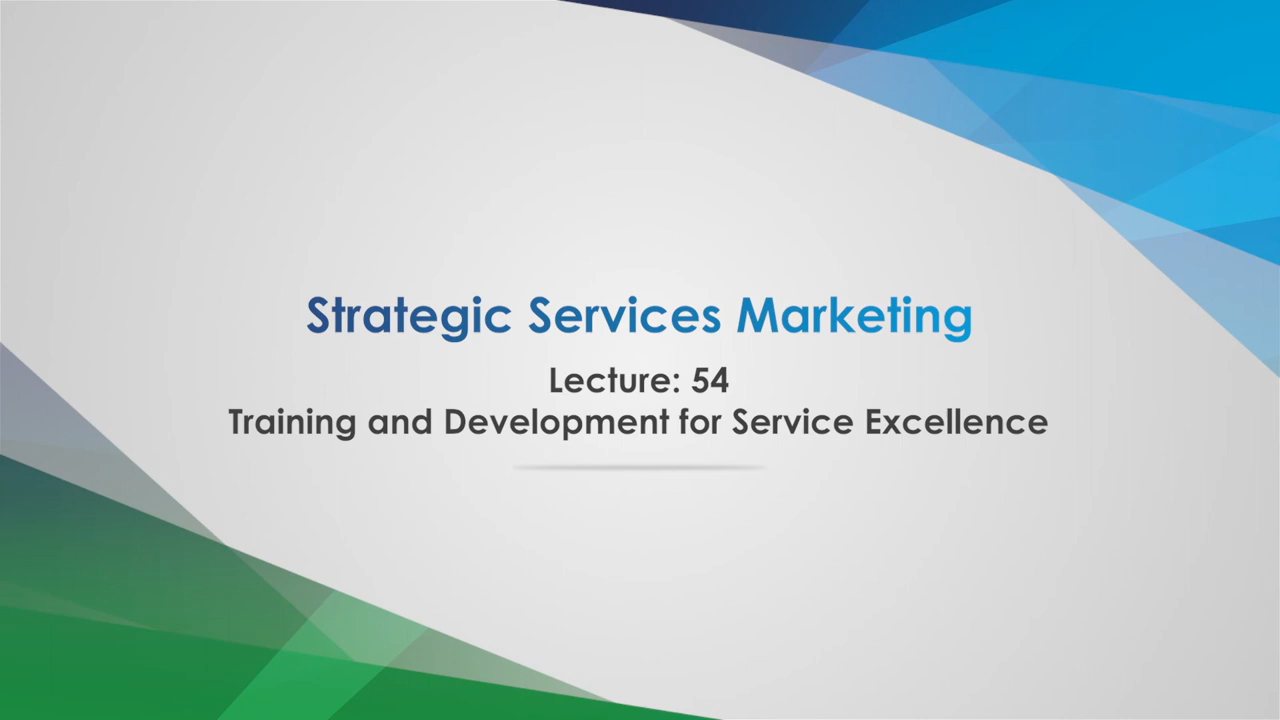 Strategic Services Marketing
Lecture: 54
Training and Development for Service Excellence